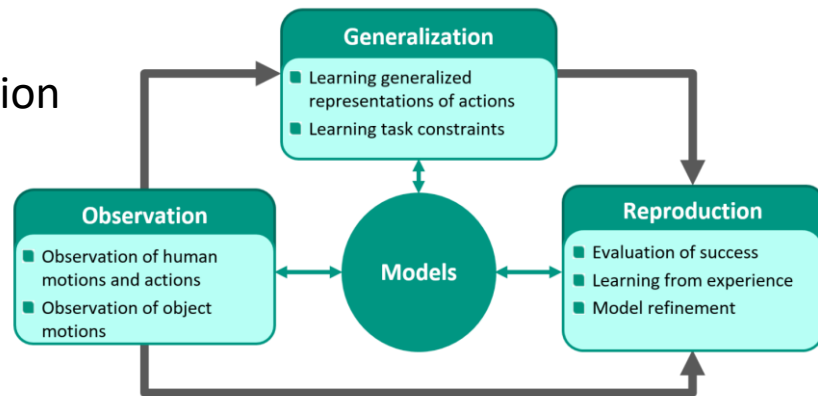 Generalization
Learning generalized
representations of actions
Learning task constraints
ion
Observation
Observation of human
motions and actions
Observation of object
motions
Models
Reproduction
Evaluation of success
Learning from experience
Model refinement